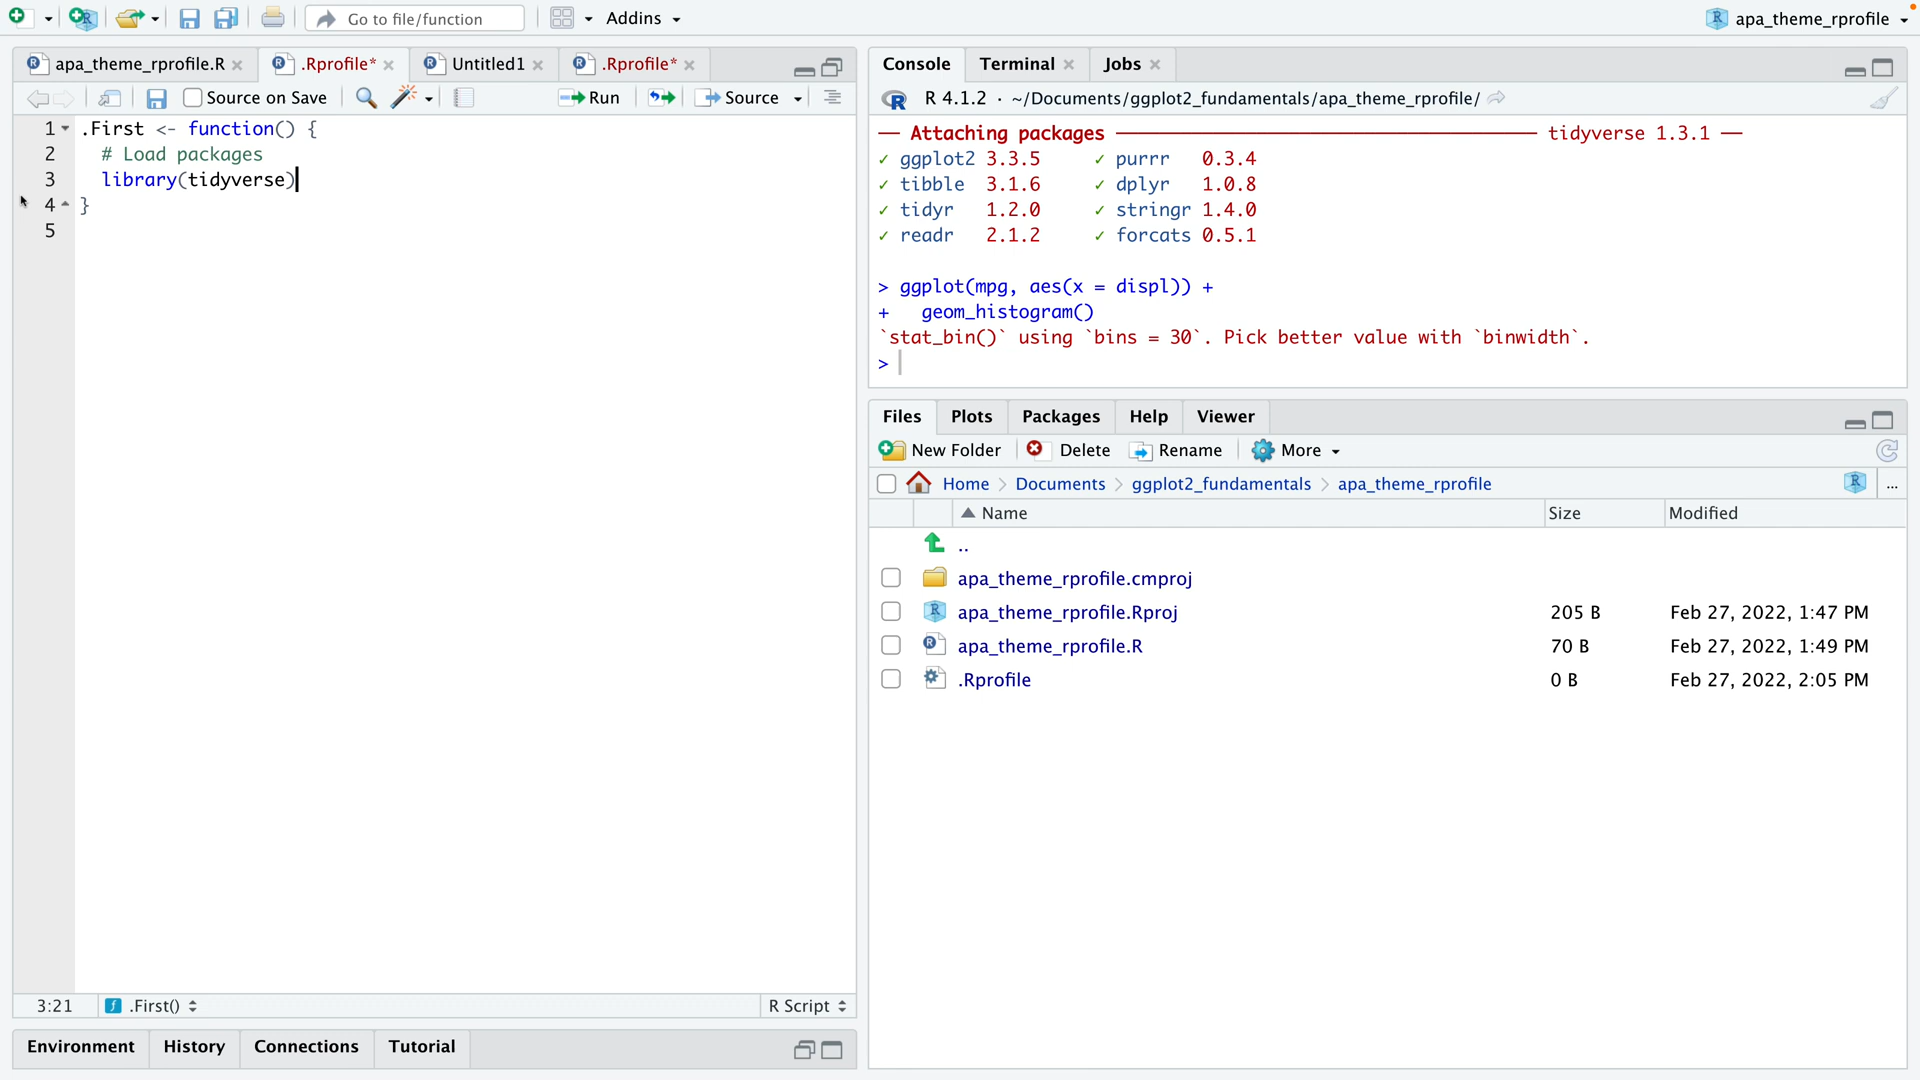 Go to file/function
Addins
apa_theme_rprofile
apa_theme_rprofile.R
.Rprofile*
Untitled1
.Rprofile*
Source on Save
Run
Source
1 .First <- function() {
2 # Load packages
3 library(tidyverse)
4 }
5
3:21
.First()
R Script
Environment
History
Connections
Tutorial
Console
Terminal
Jobs
R 4.1.2 · ~/Documents/ggplot2_fundamentals/apa_theme_rprofile/
── Attaching packages ─────────────────────── tidyverse 1.3.1 ──
✓ ggplot2 3.3.5 ✓ purrr 0.3.4
✓ tibble 3.1.6 ✓ dplyr 1.0.8
✓ tidyr 1.2.0 ✓ stringr 1.4.0
✓ readr 2.1.2 ✓ forcats 0.5.1
> ggplot(mpg, aes(x = displ)) +
+ geom_histogram()
`stat_bin()` using `bins = 30`. Pick better value with `binwidth`.
>
Files
Plots
Packages
Help
Viewer
New Folder
Delete
Rename
More
Home
Documents
ggplot2_fundamentals
apa_theme_rprofile
...
Name
Size
Modified
..
apa_theme_rprofile.cmproj
apa_theme_rprofile.Rproj 205 B Feb 27, 2022, 1:47 PM
apa_theme_rprofile.R 70 B Feb 27, 2022, 1:49 PM
.Rprofile 0 B Feb 27, 2022, 2:05 PM